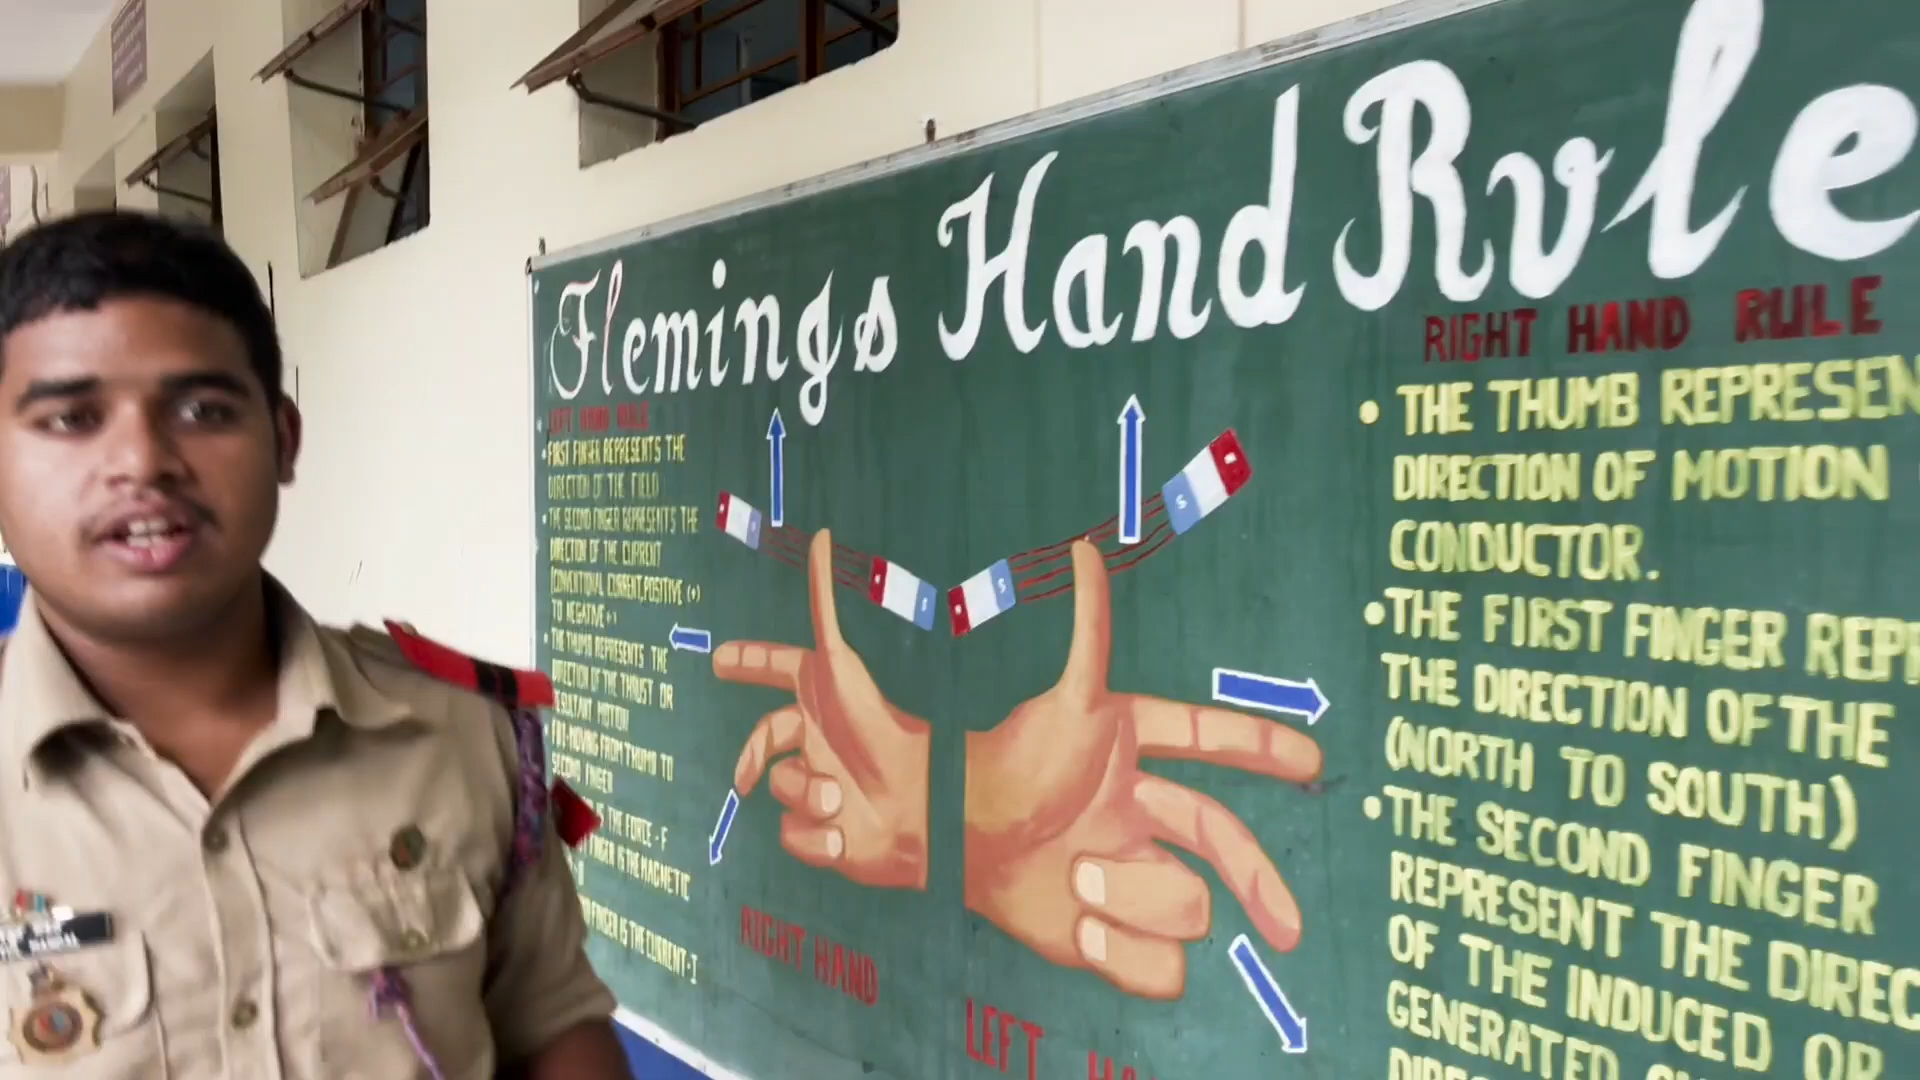 Flemings Hand Rule
LEFT HAND RULE
• FIRST FINGER REPRESENTS THE
DIRECTION OF THE FIELD
• THE SECOND FINGER REPRESENTS THE
DIRECTION OF THE CURRENT
(CONVENTIONAL CURRENT, POSITIVE (+)
TO NEGATIVE
• THE THUMB REPRESENTS THE
DIRECTION OF THE THRUST OR
RESULTANT MOTION
• FBI-MOVING FROM THUMB TO
SECOND FINGER
IS THE FORCE - F
FINGER IS THE MAGNETIC
FINGER IS THE CURRENT-I
N
S
N
S
N
S
N
S
RIGHT HAND
LEFT
RIGHT HAND RULE
• THE THUMB REPRESEN
DIRECTION OF MOTION
CONDUCTOR.
• THE FIRST FINGER REPR
THE DIRECTION OF THE
(NORTH TO SOUTH)
• THE SECOND FINGER
REPRESENT THE DIREC
OF THE INDUCED OR
GENERATED